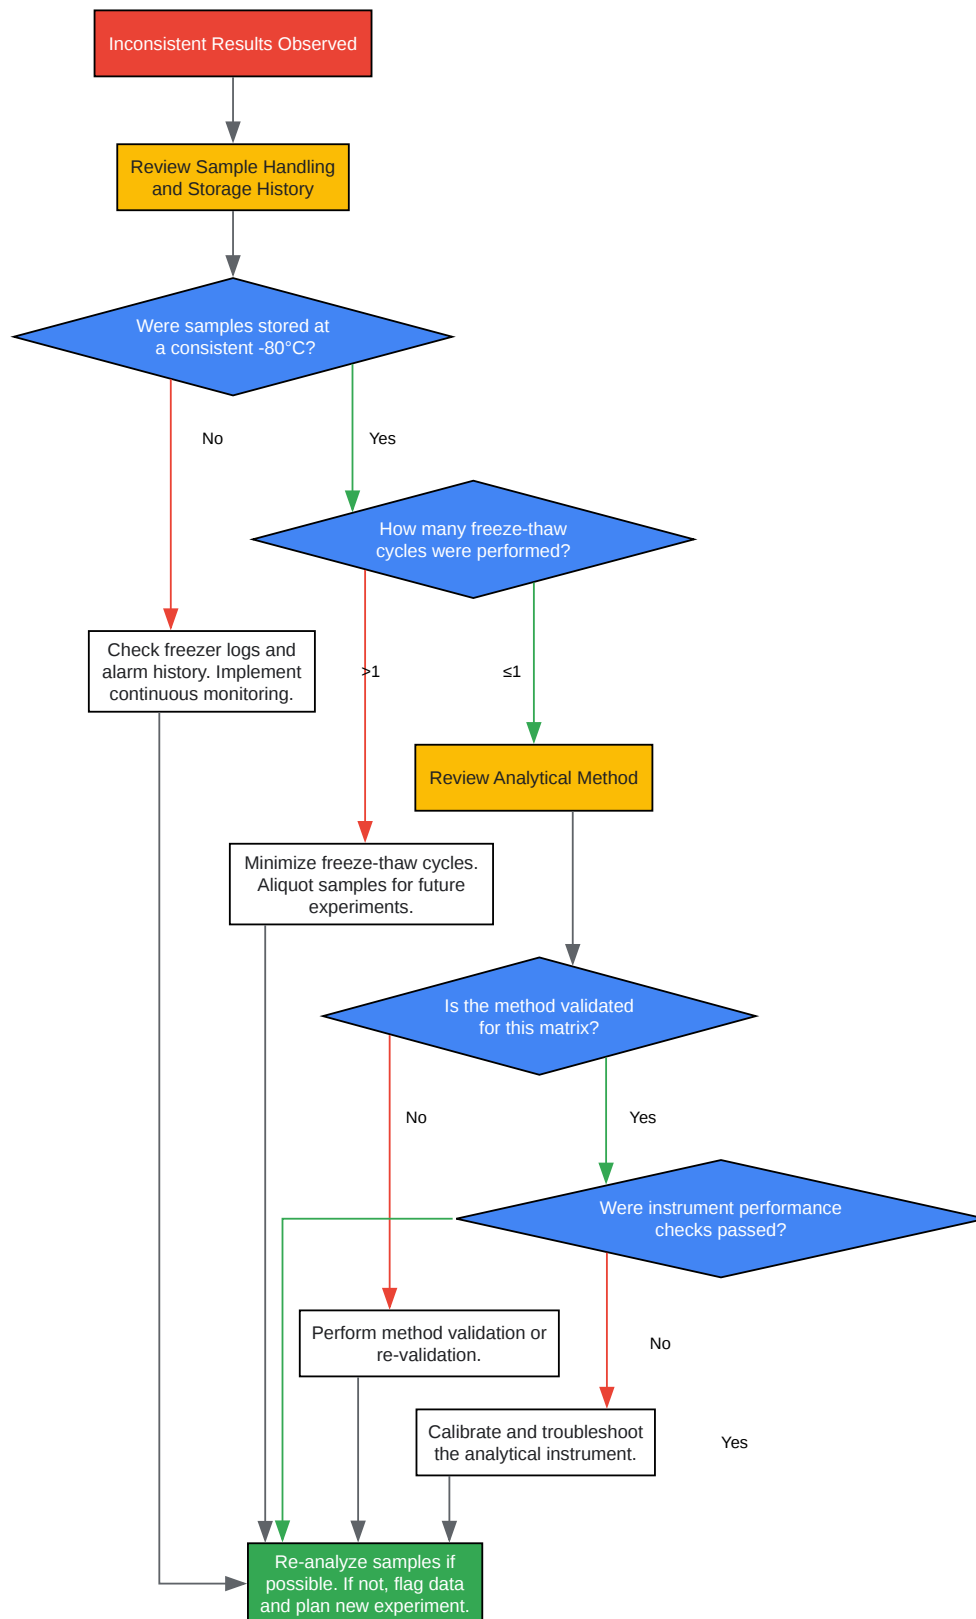 Inconsistent Results Observed
Review Sample Handling
and Storage History
Were samples stored at
a consistent -80°C?
No
Yes
How many freeze-thaw
cycles were performed?
Check freezer logs and
alarm history. Implement
continuous monitoring.
>1
≤1
Review Analytical Method
Minimize freeze-thaw cycles.
Aliquot samples for future
experiments.
Is the method validated
for this matrix?
No
Yes
Were instrument performance
checks passed?
Perform method validation or
re-validation.
No
Calibrate and troubleshoot
the analytical instrument.
Yes
Re-analyze samples if
possible. If not, flag data
and plan new experiment.